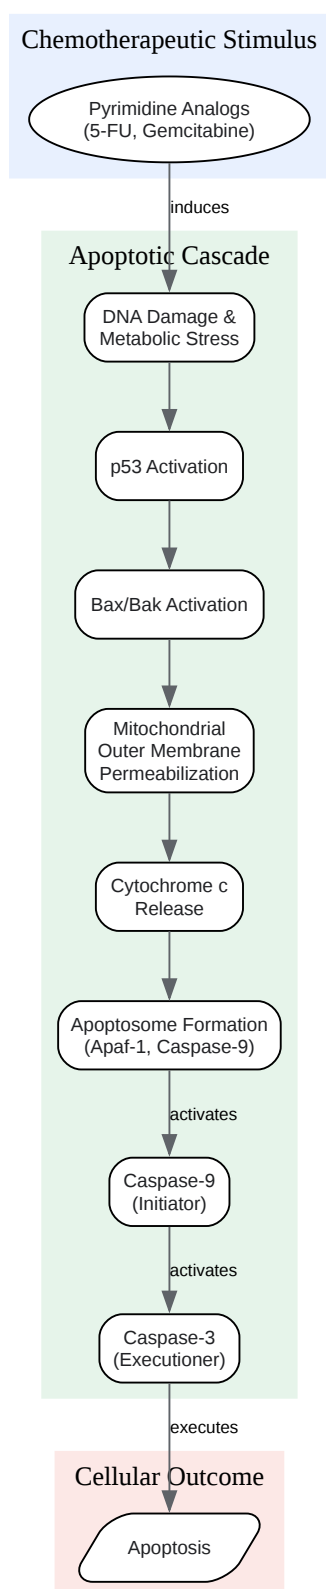 Chemotherapeutic Stimulus
Pyrimidine Analogs
(5-FU, Gemcitabine)
induces
Apoptotic Cascade
DNA Damage &
Metabolic Stress
p53 Activation
Bax/Bak Activation
Mitochondrial
Outer Membrane
Permeabilization
Cytochrome c
Release
Apoptosome Formation
(Apaf-1, Caspase-9)
activates
Caspase-9
(Initiator)
activates
Caspase-3
(Executioner)
executes
Cellular Outcome
Apoptosis